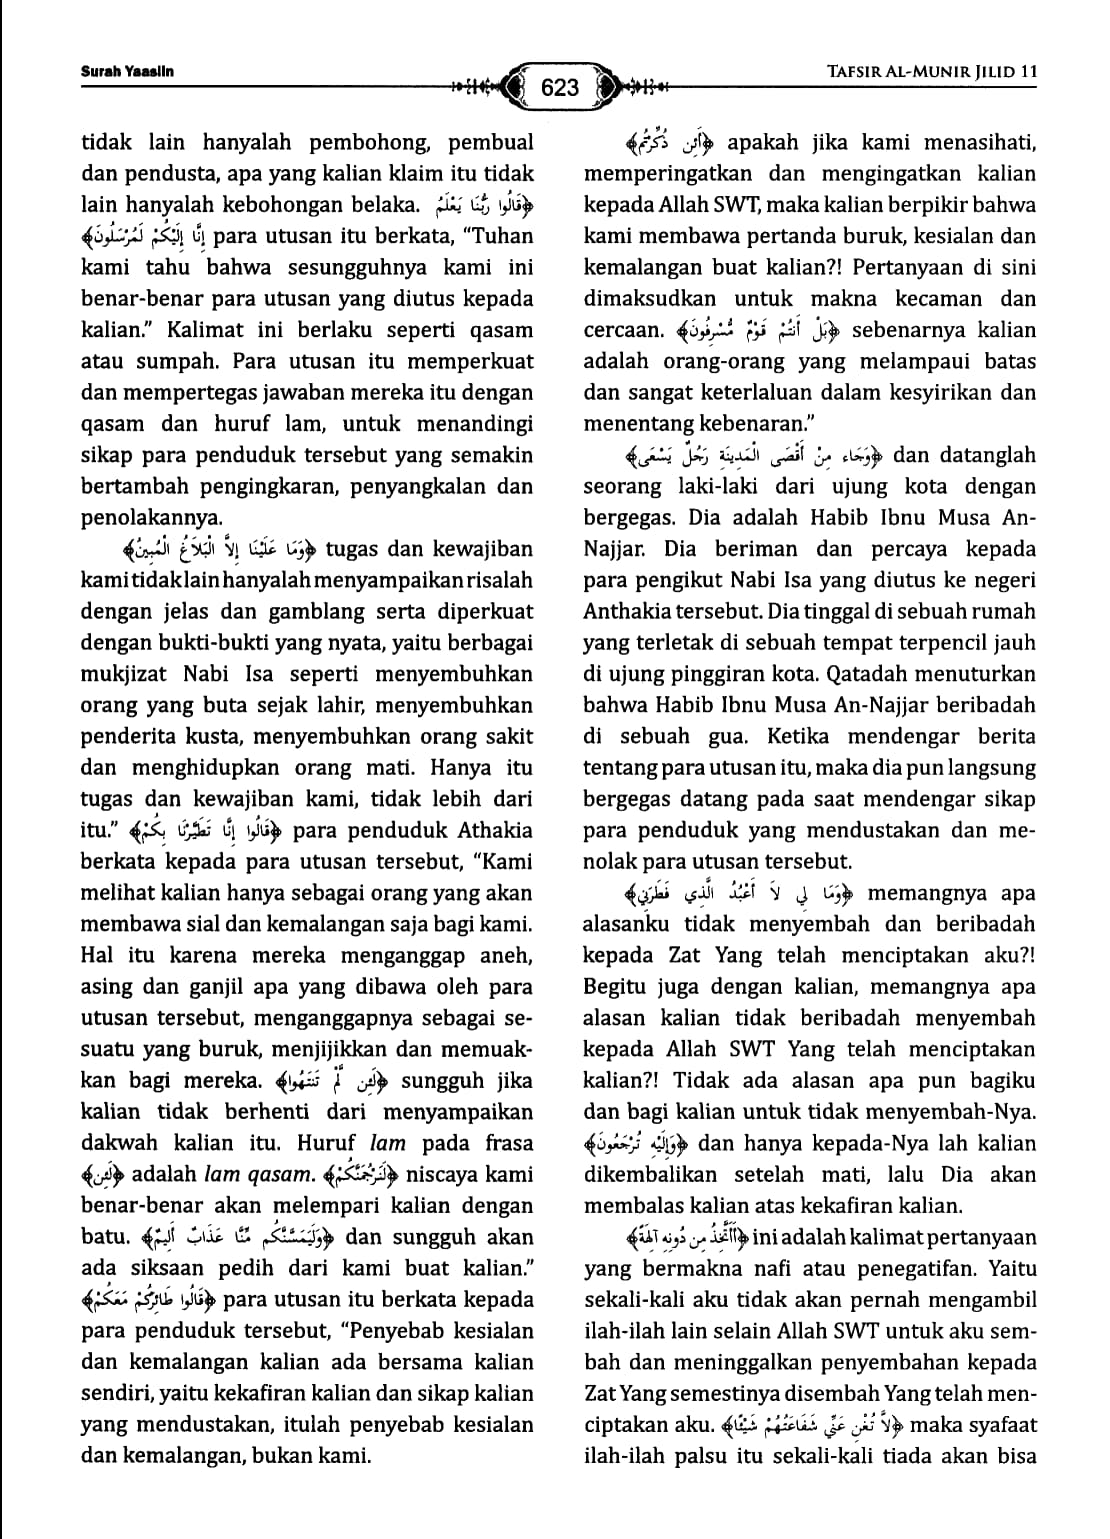 Surah Yaasiin
623
TAFSIR AL-MUNIR JILID 11
tidak lain hanyalah pembohong, pembual
dan pendusta, apa yang kalian klaim itu tidak
lain hanyalah kebohongan belaka. ﴿قَالُوا رَبُّنَا يَعْلَمُ
إِنَّا إِلَيْكُمْ لَمُرْسَلُونَ﴾ para utusan itu berkata, “Tuhan
kami tahu bahwa sesungguhnya kami ini
benar-benar para utusan yang diutus kepada
kalian.” Kalimat ini berlaku seperti qasam
atau sumpah. Para utusan itu memperkuat
dan mempertegas jawaban mereka itu dengan
qasam dan huruf lam, untuk menandingi
sikap para penduduk tersebut yang semakin
bertambah pengingkaran, penyangkalan dan
penolakannya.
﴿وَمَا عَلَيْنَا إِلاَّ الْبَلاَغُ الْمُبِينُ﴾ tugas dan kewajiban
kami tidak lain hanyalah menyampaikan risalah
dengan jelas dan gamblang serta diperkuat
dengan bukti-bukti yang nyata, yaitu berbagai
mukjizat Nabi Isa seperti menyembuhkan
orang yang buta sejak lahir, menyembuhkan
penderita kusta, menyembuhkan orang sakit
dan menghidupkan orang mati. Hanya itu
tugas dan kewajiban kami, tidak lebih dari
itu.” ﴿قَالُوا إِنَّا تَطَيَّرْنَا بِكُمْ﴾ para penduduk Athakia
berkata kepada para utusan tersebut, “Kami
melihat kalian hanya sebagai orang yang akan
membawa sial dan kemalangan saja bagi kami.
Hal itu karena mereka menganggap aneh,
asing dan ganjil apa yang dibawa oleh para
utusan tersebut, menganggapnya sebagai se-
suatu yang buruk, menjijikkan dan memuak-
kan bagi mereka. ﴿لَئِن لَّمْ تَنتَهُوا﴾ sungguh jika
kalian tidak berhenti dari menyampaikan
dakwah kalian itu. Huruf lam pada frasa
﴿لَئِن﴾ adalah lam qasam. ﴿لَنَرْجُمَنَّكُمْ﴾ niscaya kami
benar-benar akan melempari kalian dengan
batu. ﴿وَلَيَمَسَّنَّكُم مِّنَّا عَذَابٌ أَلِيمٌ﴾ dan sungguh akan
ada siksaan pedih dari kami buat kalian.”
﴿قَالُوا طَائِرُكُمْ مَعَكُمْ﴾ para utusan itu berkata kepada
para penduduk tersebut, “Penyebab kesialan
dan kemalangan kalian ada bersama kalian
sendiri, yaitu kekafiran kalian dan sikap kalian
yang mendustakan, itulah penyebab kesialan
dan kemalangan, bukan kami.
﴿أَئِن ذُكِّرْتُم﴾ apakah jika kami menasihati,
memperingatkan dan mengingatkan kalian
kepada Allah SWT, maka kalian berpikir bahwa
kami membawa pertanda buruk, kesialan dan
kemalangan buat kalian?! Pertanyaan di sini
dimaksudkan untuk makna kecaman dan
cercaan. ﴿بَلْ أَنتُمْ قَوْمٌ مُّسْرِفُونَ﴾ sebenarnya kalian
adalah orang-orang yang melampaui batas
dan sangat keterlaluan dalam kesyirikan dan
menentang kebenaran.”
﴿وَجَاء مِنْ أَقْصَى الْمَدِينَةِ رَجُلٌ يَسْعَى﴾ dan datanglah
seorang laki-laki dari ujung kota dengan
bergegas. Dia adalah Habib Ibnu Musa An-
Najjar. Dia beriman dan percaya kepada
para pengikut Nabi Isa yang diutus ke negeri
Anthakia tersebut. Dia tinggal di sebuah rumah
yang terletak di sebuah tempat terpencil jauh
di ujung pinggiran kota. Qatadah menuturkan
bahwa Habib Ibnu Musa An-Najjar beribadah
di sebuah gua. Ketika mendengar berita
tentang para utusan itu, maka dia pun langsung
bergegas datang pada saat mendengar sikap
para penduduk yang mendustakan dan me-
nolak para utusan tersebut.
﴿وَمَا لِي لاَ أَعْبُدُ الَّذِي فَطَرَنِي﴾ memangnya apa
alasanku tidak menyembah dan beribadah
kepada Zat Yang telah menciptakan aku?!
Begitu juga dengan kalian, memangnya apa
alasan kalian tidak beribadah menyembah
kepada Allah SWT Yang telah menciptakan
kalian?! Tidak ada alasan apa pun bagiku
dan bagi kalian untuk tidak menyembah-Nya.
﴿وَإِلَيْهِ تُرْجَعُونَ﴾ dan hanya kepada-Nya lah kalian
dikembalikan setelah mati, lalu Dia akan
membalas kalian atas kekafiran kalian.
﴿أَأَتَّخِذُ مِن دُونِهِ آلِهَةً﴾ ini adalah kalimat pertanyaan
yang bermakna nafi atau penegatifan. Yaitu
sekali-kali aku tidak akan pernah mengambil
ilah-ilah lain selain Allah SWT untuk aku sem-
bah dan meninggalkan penyembahan kepada
Zat Yang semestinya disembah Yang telah men-
ciptakan aku. ﴿لاَّ تُغْنِ عَنِّي شَفَاعَتُهُمْ شَيْئًا﴾ maka syafaat
ilah-ilah palsu itu sekali-kali tiada akan bisa